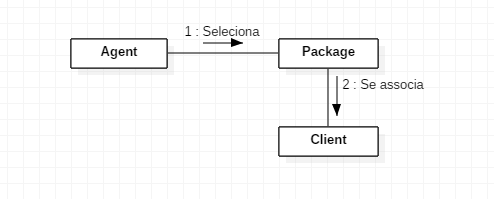 1 : Seleciona
Agent
Package
2 : Se associa
Client